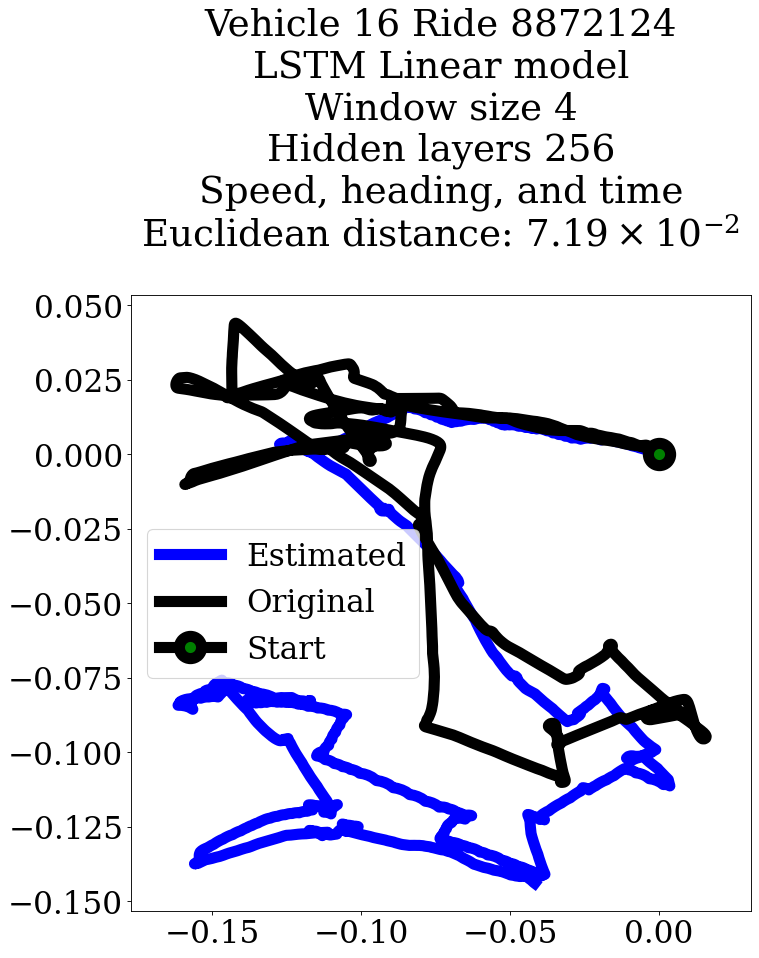 Vehicle 16 Ride 8872124
LSTM Linear model
Window size 4
Hidden layers 256
Speed, heading, and time
Euclidean distance: 7.19 × 10⁻²
0.050
0.025
0.000
−0.025
−0.050
−0.075
−0.100
−0.125
−0.150
Estimated
Original
Start
−0.15 −0.10 −0.05 0.00